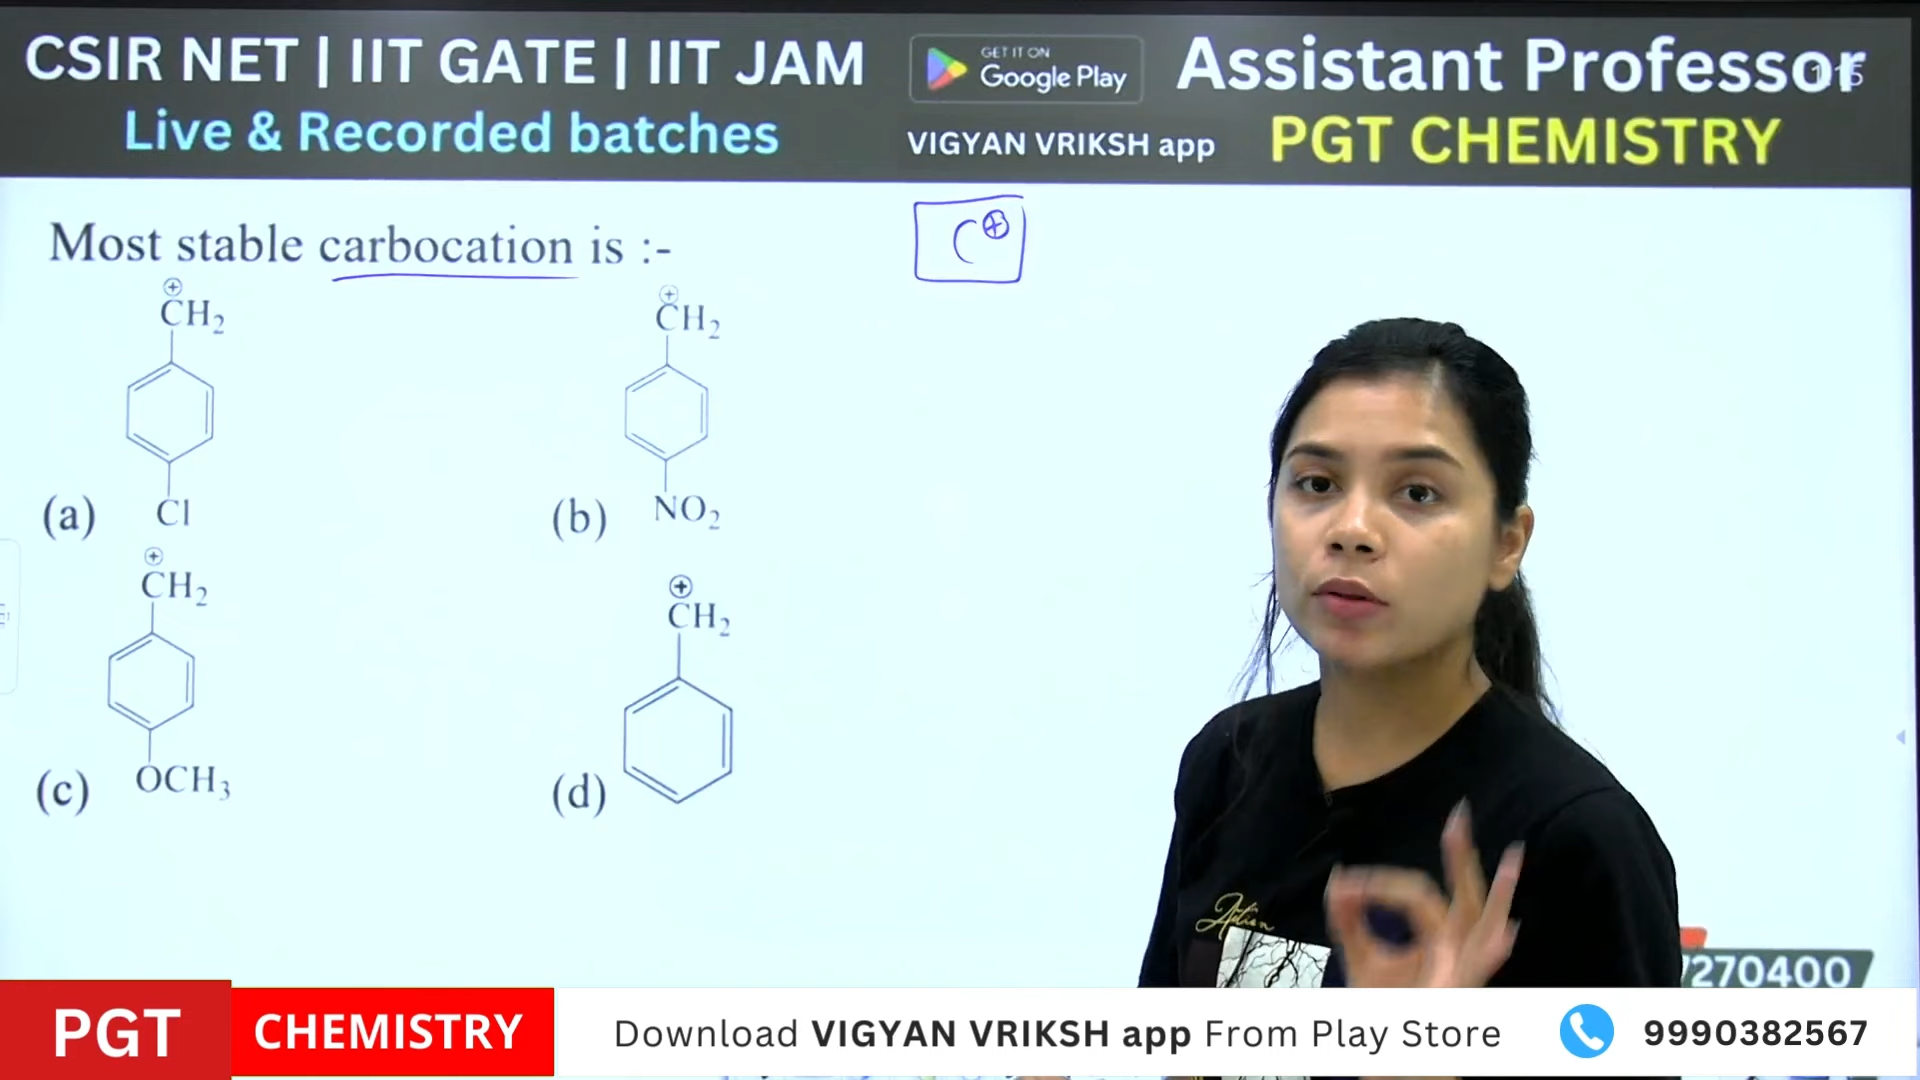 CSIR NET | IIT GATE | IIT JAM
Live & Recorded batches
GET IT ON
Google Play
VIGYAN VRIKSH app
Assistant Professor
PGT CHEMISTRY
Most stable carbocation is :-
C⊕
⊕
CH₂
Cl
(a)
⊕
CH₂
NO₂
(b)
⊕
CH₂
OCH₃
(c)
⊕
CH₂
(d)
Action
7270400
PGT CHEMISTRY
Download VIGYAN VRIKSH app From Play Store
9990382567